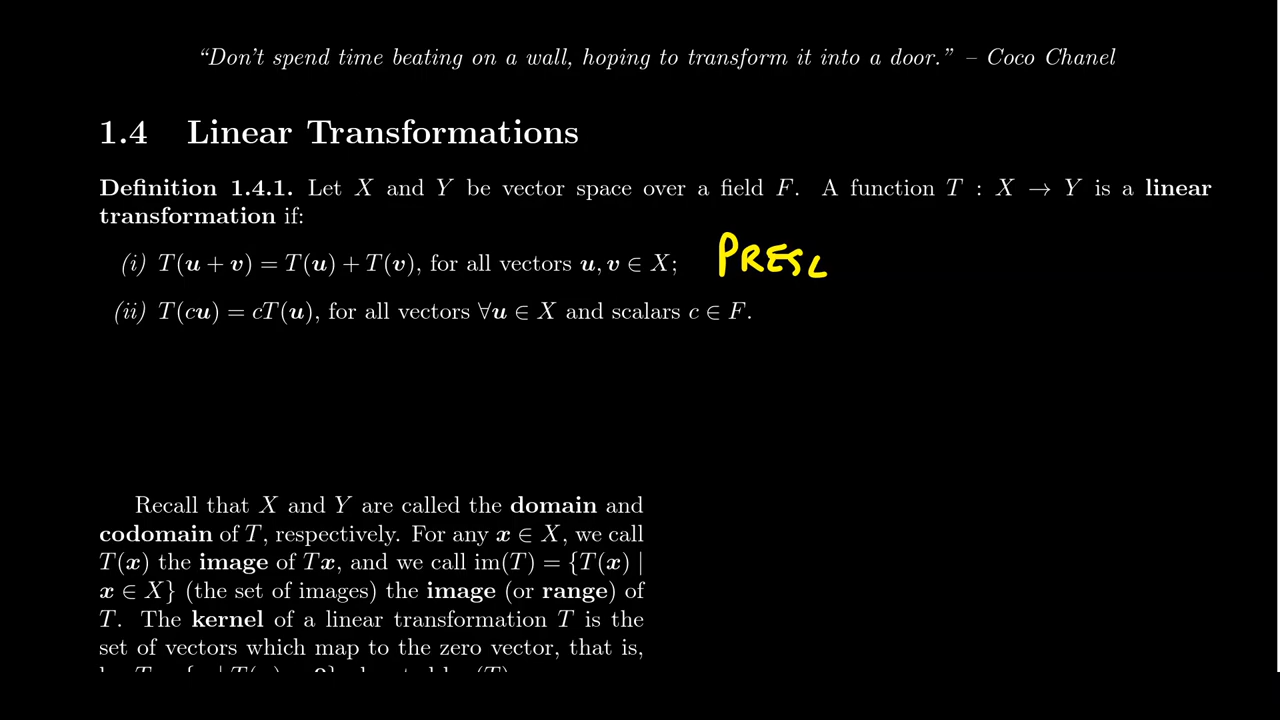 “Don’t spend time beating on a wall, hoping to transform it into a door.” – Coco Chanel
1.4 Linear Transformations
Definition 1.4.1. Let X and Y be vector space over a field F. A function T : X → Y is a linear
transformation if:
(i) T(u + v) = T(u) + T(v), for all vectors u, v ∈ X; PRES
(ii) T(cu) = cT(u), for all vectors ∀u ∈ X and scalars c ∈ F.
Recall that X and Y are called the domain and
codomain of T, respectively. For any x ∈ X, we call
T(x) the image of Tx, and we call im(T) = {T(x) |
x ∈ X} (the set of images) the image (or range) of
T. The kernel of a linear transformation T is the
set of vectors which map to the zero vector, that is,